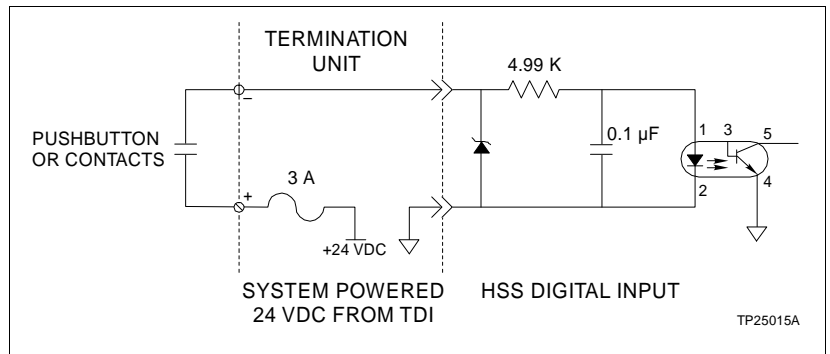 TERMINATION
UNIT
4.99 K
–
PUSHBUTTON
OR CONTACTS
0.1 µF
1 3 5
2 4
3 A
+
+24 VDC
SYSTEM POWERED
24 VDC FROM TDI
HSS DIGITAL INPUT
TP25015A